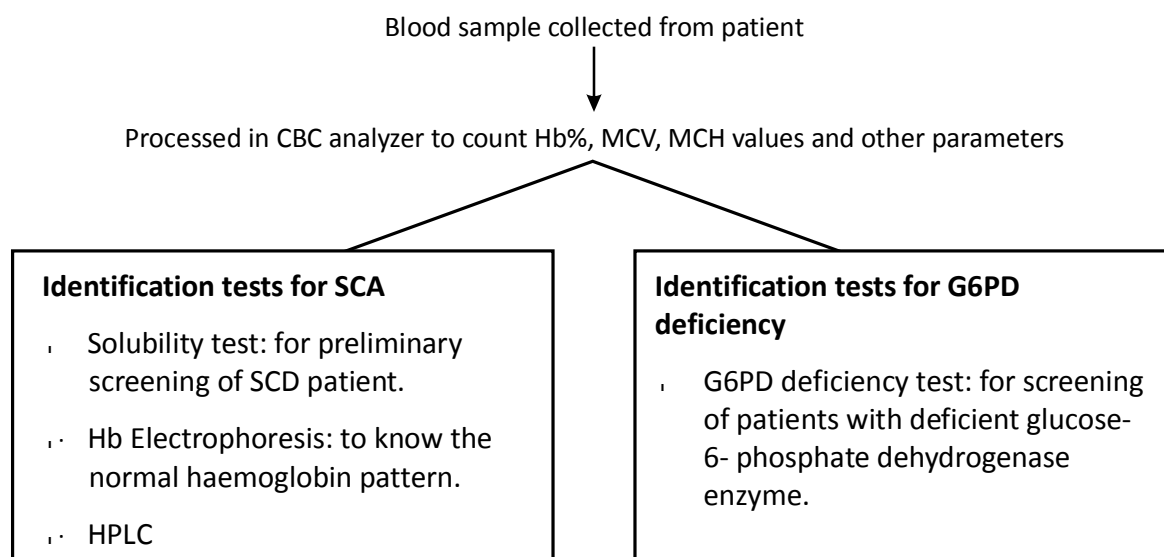 Blood sample collected from patient
Processed in CBC analyzer to count Hb%, MCV, MCH values and other parameters
Identification tests for SCA
Solubility test: for preliminary
screening of SCD patient.
Hb Electrophoresis: to know the
normal haemoglobin pattern.
HPLC
Identification tests for G6PD
deficiency
G6PD deficiency test: for screening
of patients with deficient glucose-
6- phosphate dehydrogenase
enzyme.